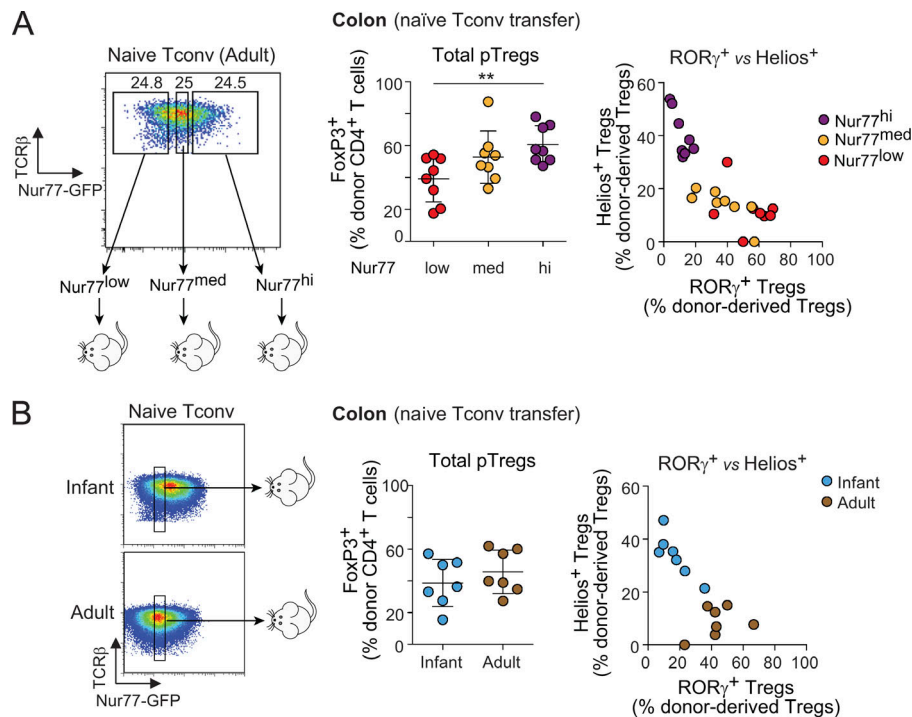 A
Colon (naïve Tconv transfer)
Naive Tconv (Adult)
24.8 25 24.5
TCRβ
Nur77-GFP
Nur77low Nur77med Nur77hi
Total pTregs
FoxP3+
(% donor CD4+ T cells)
100
80
60
40
20
0
**
Nur77 low med hi
RORγ+ vs Helios+
Helios+ Tregs
(% donor-derived Tregs)
60
40
20
0
0 20 40 60 80 100
RORγ+ Tregs
(% donor-derived Tregs)
Nur77hi
Nur77med
Nur77low
B
Colon (naïve Tconv transfer)
Naive Tconv
Infant
Adult
TCRβ
Nur77-GFP
Total pTregs
FoxP3+
(% donor CD4+ T cells)
100
80
60
40
20
0
Infant Adult
RORγ+ vs Helios+
Helios+ Tregs
(% donor-derived Tregs)
60
40
20
0
0 20 40 60 80 100
RORγ+ Tregs
(% donor-derived Tregs)
Infant
Adult